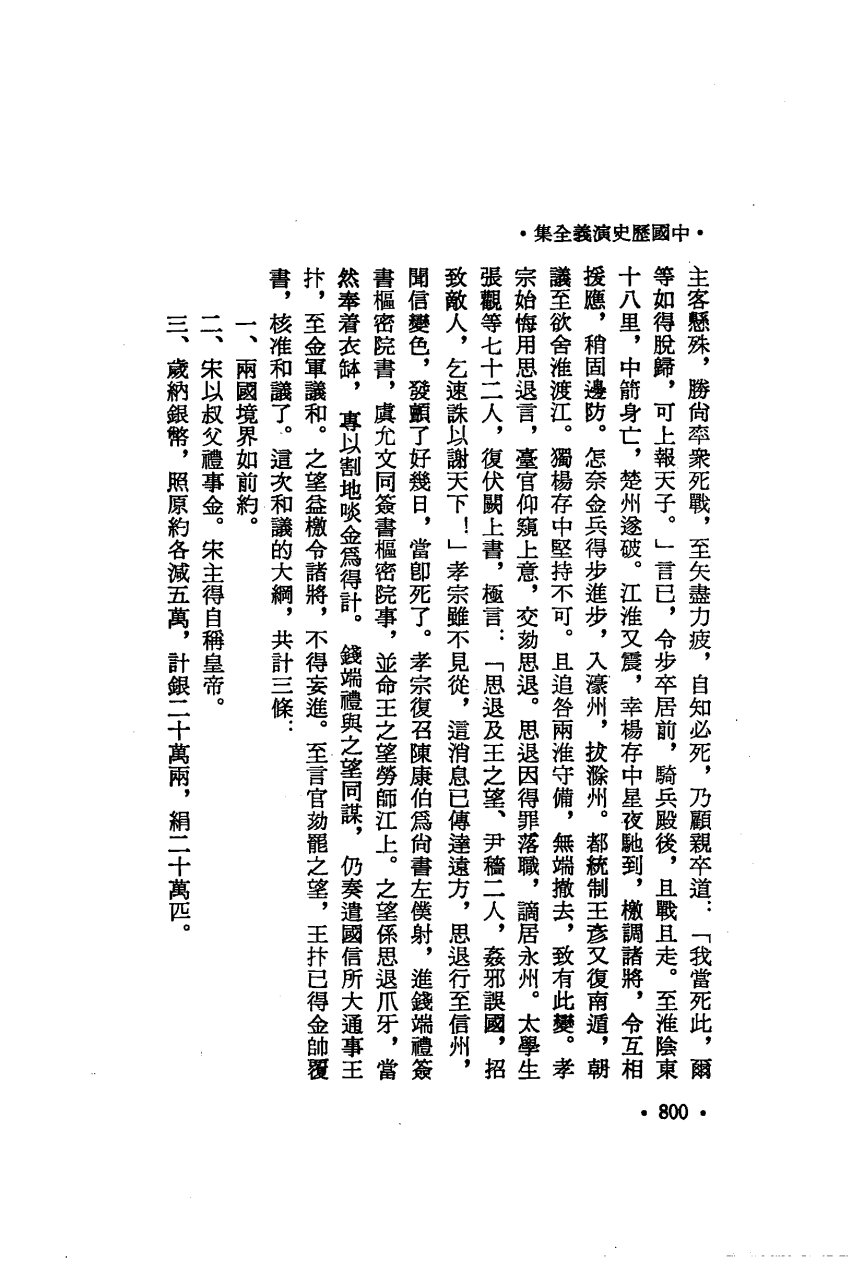 •中國歷史演義全集•
主客懸殊，勝尙率衆死戰，至矢盡力疲，自知必死，乃顧親卒道：「我當死此，爾
等如得脫歸，可上報天子。」言已，令步卒居前，騎兵殿後，且戰且走。至淮陰東
十八里，中箭身亡，楚州遂破。江淮又震，幸楊存中星夜馳到，檄調諸將，令互相
援應，稍固邊防。怎奈金兵得步進步，入濠州，拔滁州。都統制王彥又復南遁，朝
議至欲舍淮渡江。獨楊存中堅持不可。且追咎兩淮守備，無端撤去，致有此變。孝
宗始悔用思退言，臺官仰窺上意，交劾思退。思退因得罪落職，謫居永州。太學生
張觀等七十二人，復伏闕上書，極言：「思退及王之望、尹穡二人，姦邪誤國，招
致敵人，乞速誅以謝天下！」孝宗雖不見從，這消息已傳達遠方，思退行至信州，
聞信變色，發顫了好幾日，當卽死了。孝宗復召陳康伯爲尙書左僕射，進錢端禮簽
書樞密院書，虞允文同簽書樞密院事，並命王之望勞師江上。之望係思退爪牙，當
然奉着衣缽，專以割地啖金爲得計。錢端禮與之望同謀，仍奏遣國信所大通事王
抃，至金軍議和。之望益檄令諸將，不得妄進。至言官劾罷之望，王抃已得金帥覆
書，核准和議了。這次和議的大綱，共計三條：
一、兩國境界如前約。
二、宋以叔父禮事金。宋主得自稱皇帝。
三、歲納銀幣，照原約各減五萬，計銀二十萬兩，絹二十萬匹。
•800•